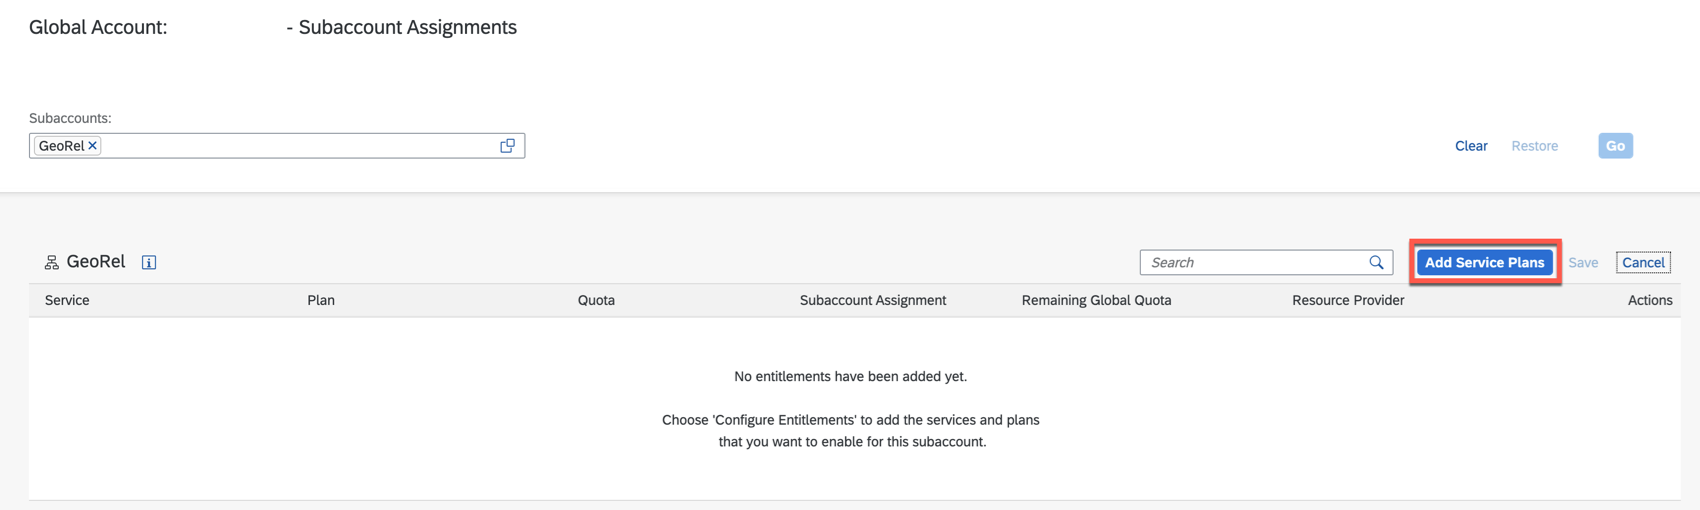 Global Account: - Subaccount Assignments
Subaccounts:
GeoRel
Clear Restore Go
GeoRel
Search
Add Service Plans Save Cancel
Service Plan Quota Subaccount Assignment Remaining Global Quota Resource Provider Actions
No entitlements have been added yet.
Choose 'Configure Entitlements' to add the services and plans
that you want to enable for this subaccount.